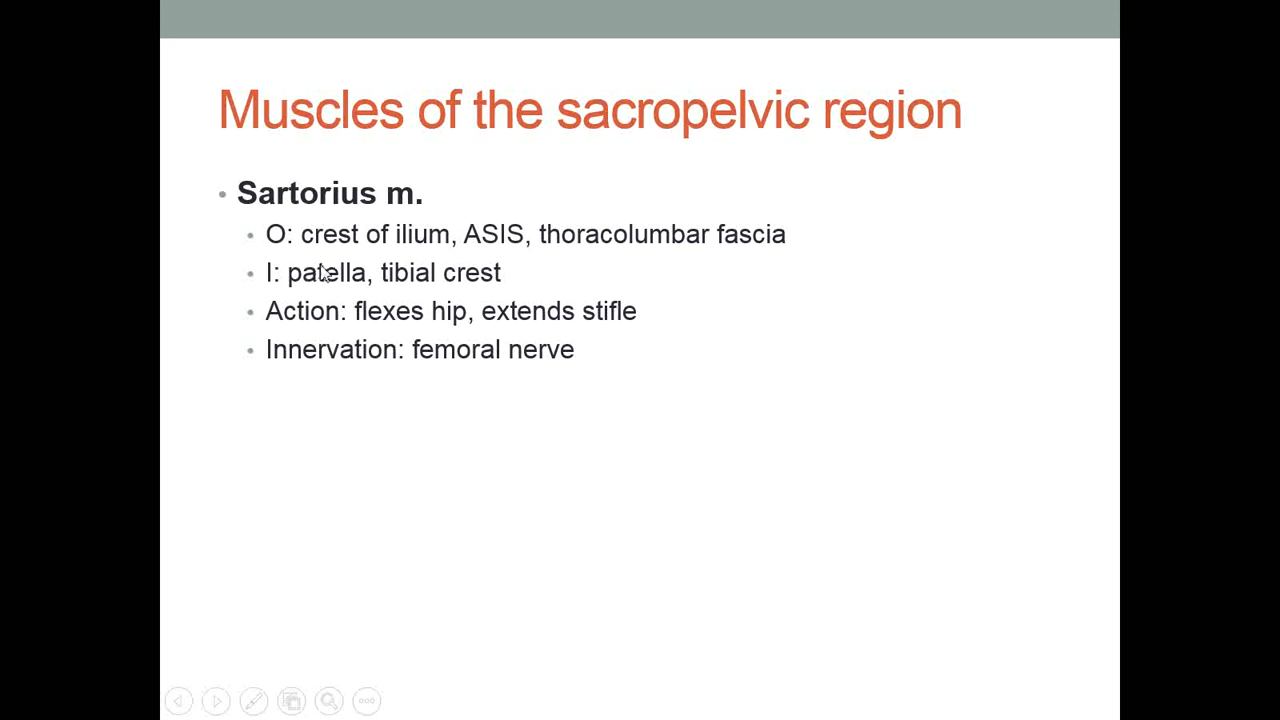 Muscles of the sacropelvic region
• Sartorius m.
• O: crest of ilium, ASIS, thoracolumbar fascia
• I: patella, tibial crest
• Action: flexes hip, extends stifle
• Innervation: femoral nerve